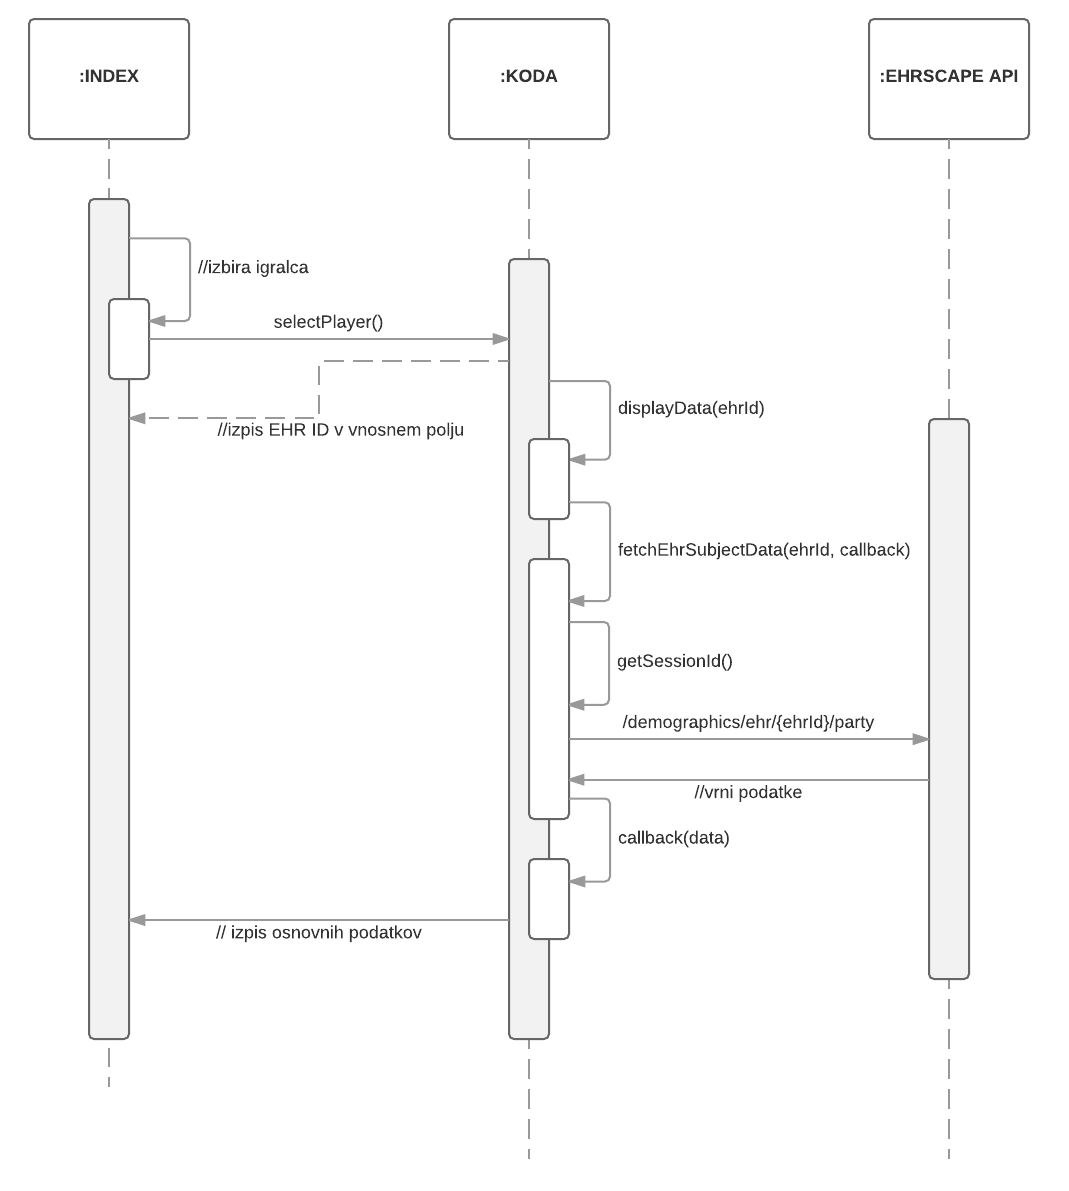 :INDEX
:KODA
:EHRSCAPE API
//izbira igralca
selectPlayer()
//izpis EHR ID v vnosnem polju
displayData(ehrId)
fetchEhrSubjectData(ehrId, callback)
getSessionId()
/demographics/ehr/{ehrId}/party
//vrni podatke
callback(data)
// izpis osnovnih podatkov